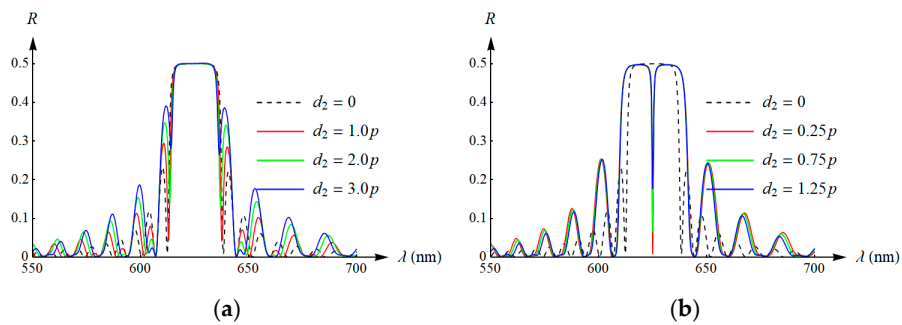 R
0.5
0.4
0.3
0.2
0.1
0
550
600
650
700
λ (nm)
d₂ = 0
d₂ = 1.0p
d₂ = 2.0p
d₂ = 3.0p
(a)
R
0.5
0.4
0.3
0.2
0.1
0
550
600
650
700
λ (nm)
d₂ = 0
d₂ = 0.25p
d₂ = 0.75p
d₂ = 1.25p
(b)